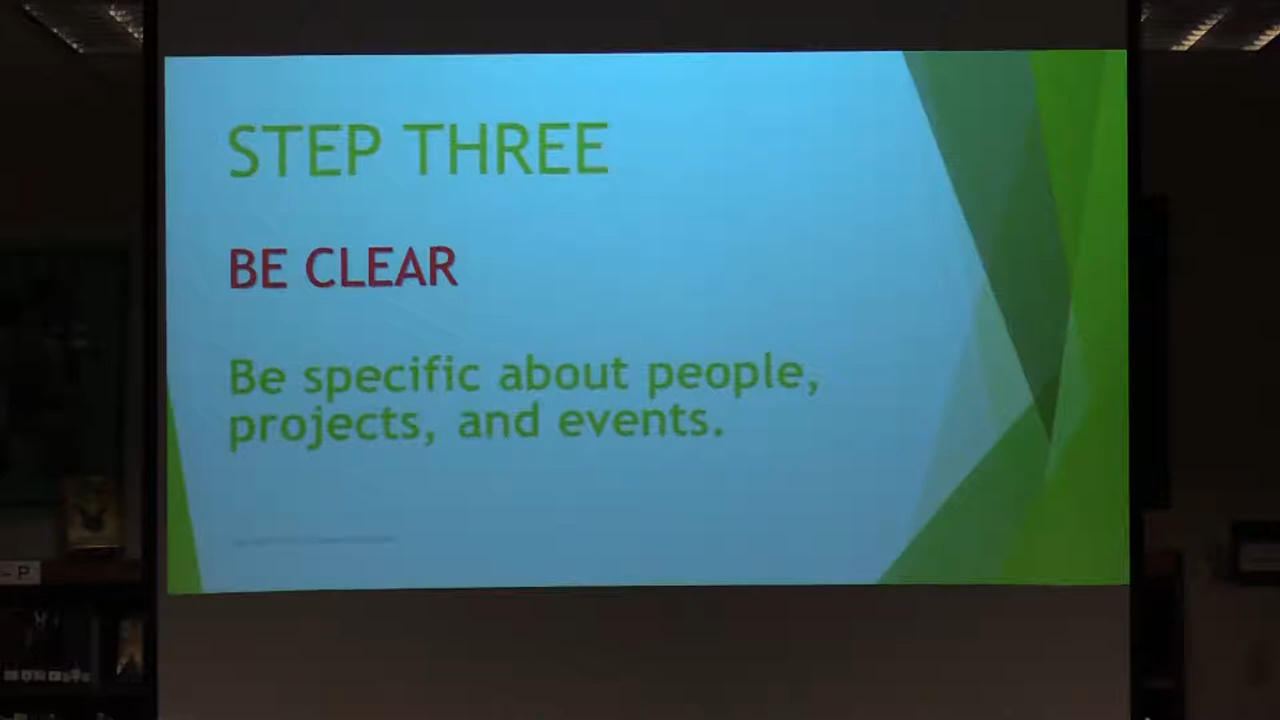 STEP THREE
BE CLEAR
Be specific about people,
projects, and events.
- P